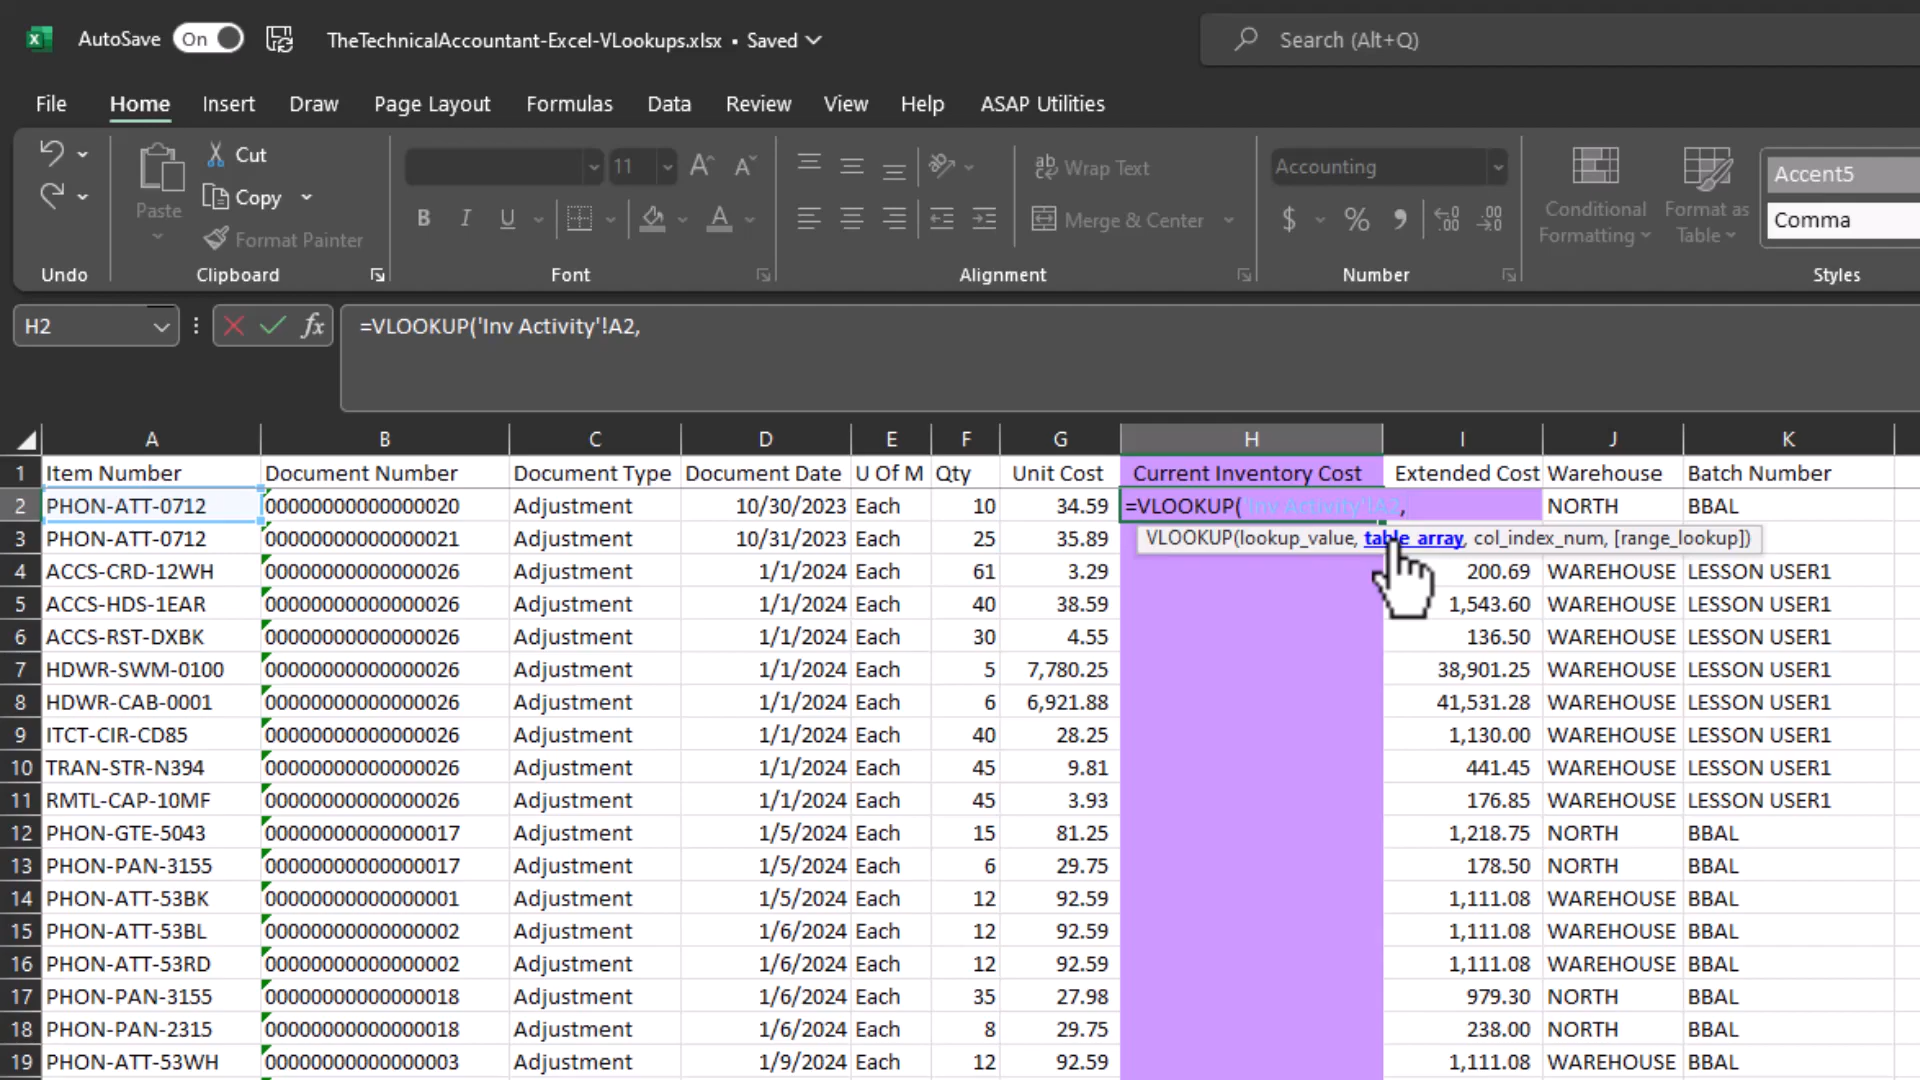 AutoSave On TheTechnicalAccountant-Excel-VLookups.xlsx • Saved Search (Alt+Q)
File Home Insert Draw Page Layout Formulas Data Review View Help ASAP Utilities
Cut 11 A^ A˅ ab Wrap Text Accounting Accent5
Paste Copy B I U A Merge & Center $ % 9 Conditional Formatting Format as Table Comma
Format Painter
Undo Clipboard Font Alignment Number Styles
H2 fx =VLOOKUP('Inv Activity'!A2,
A B C D E F G H I J K
1 Item Number Document Number Document Type Document Date U Of M Qty Unit Cost Current Inventory Cost Extended Cost Warehouse Batch Number
2 PHON-ATT-0712 00000000000000020 Adjustment 10/30/2023 Each 10 34.59 =VLOOKUP('Inv Activity'!A2, NORTH BBAL
3 PHON-ATT-0712 00000000000000021 Adjustment 10/31/2023 Each 25 35.89 VLOOKUP(lookup_value, table_array, col_index_num, [range_lookup])
4 ACCS-CRD-12WH 00000000000000026 Adjustment 1/1/2024 Each 61 3.29 200.69 WAREHOUSE LESSON USER1
5 ACCS-HDS-1EAR 00000000000000026 Adjustment 1/1/2024 Each 40 38.59 1,543.60 WAREHOUSE LESSON USER1
6 ACCS-RST-DXBK 00000000000000026 Adjustment 1/1/2024 Each 30 4.55 136.50 WAREHOUSE LESSON USER1
7 HDWR-SWM-0100 00000000000000026 Adjustment 1/1/2024 Each 5 7,780.25 38,901.25 WAREHOUSE LESSON USER1
8 HDWR-CAB-0001 00000000000000026 Adjustment 1/1/2024 Each 6 6,921.88 41,531.28 WAREHOUSE LESSON USER1
9 ITCT-CIR-CD85 00000000000000026 Adjustment 1/1/2024 Each 40 28.25 1,130.00 WAREHOUSE LESSON USER1
10 TRAN-STR-N394 00000000000000026 Adjustment 1/1/2024 Each 45 9.81 441.45 WAREHOUSE LESSON USER1
11 RMTL-CAP-10MF 00000000000000026 Adjustment 1/1/2024 Each 45 3.93 176.85 WAREHOUSE LESSON USER1
12 PHON-GTE-5043 00000000000000017 Adjustment 1/5/2024 Each 15 81.25 1,218.75 NORTH BBAL
13 PHON-PAN-3155 00000000000000017 Adjustment 1/5/2024 Each 6 29.75 178.50 NORTH BBAL
14 PHON-ATT-53BK 00000000000000001 Adjustment 1/5/2024 Each 12 92.59 1,111.08 WAREHOUSE BBAL
15 PHON-ATT-53BL 00000000000000002 Adjustment 1/6/2024 Each 12 92.59 1,111.08 WAREHOUSE BBAL
16 PHON-ATT-53RD 00000000000000002 Adjustment 1/6/2024 Each 12 92.59 1,111.08 WAREHOUSE BBAL
17 PHON-PAN-3155 00000000000000018 Adjustment 1/6/2024 Each 35 27.98 979.30 NORTH BBAL
18 PHON-PAN-2315 00000000000000018 Adjustment 1/6/2024 Each 8 29.75 238.00 NORTH BBAL
19 PHON-ATT-53WH 00000000000000003 Adjustment 1/9/2024 Each 12 92.59 1,111.08 WAREHOUSE BBAL